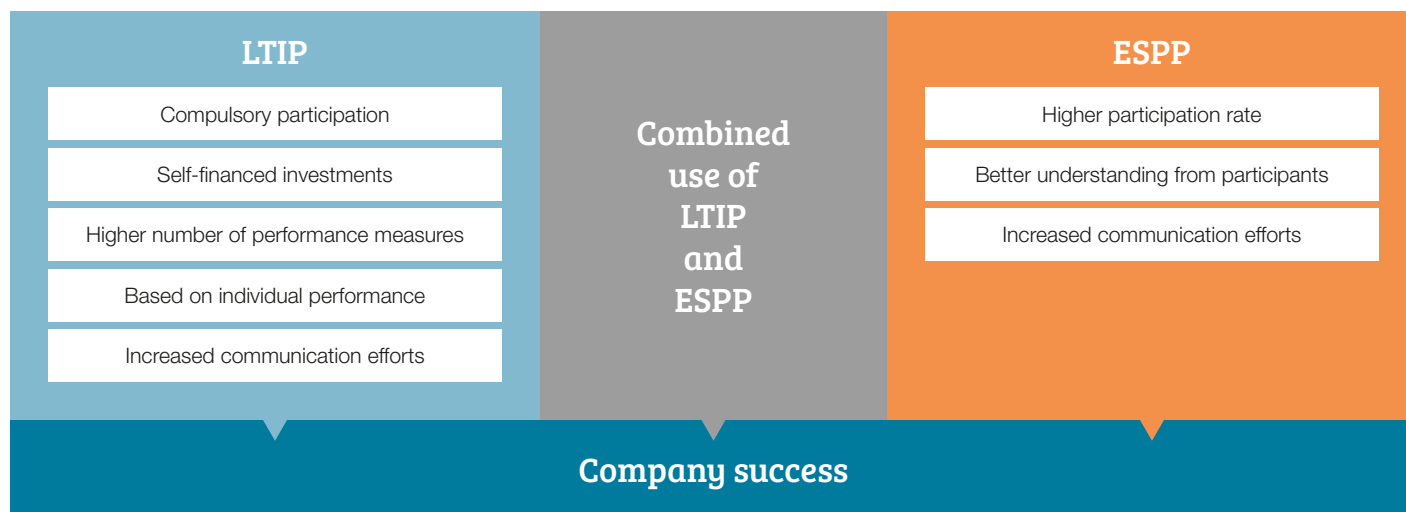 LTIP
Compulsory participation
Self-financed investments
Higher number of performance measures
Based on individual performance
Increased communication efforts
Combined
use of
LTIP
and
ESPP
ESPP
Higher participation rate
Better understanding from participants
Increased communication efforts
Company success